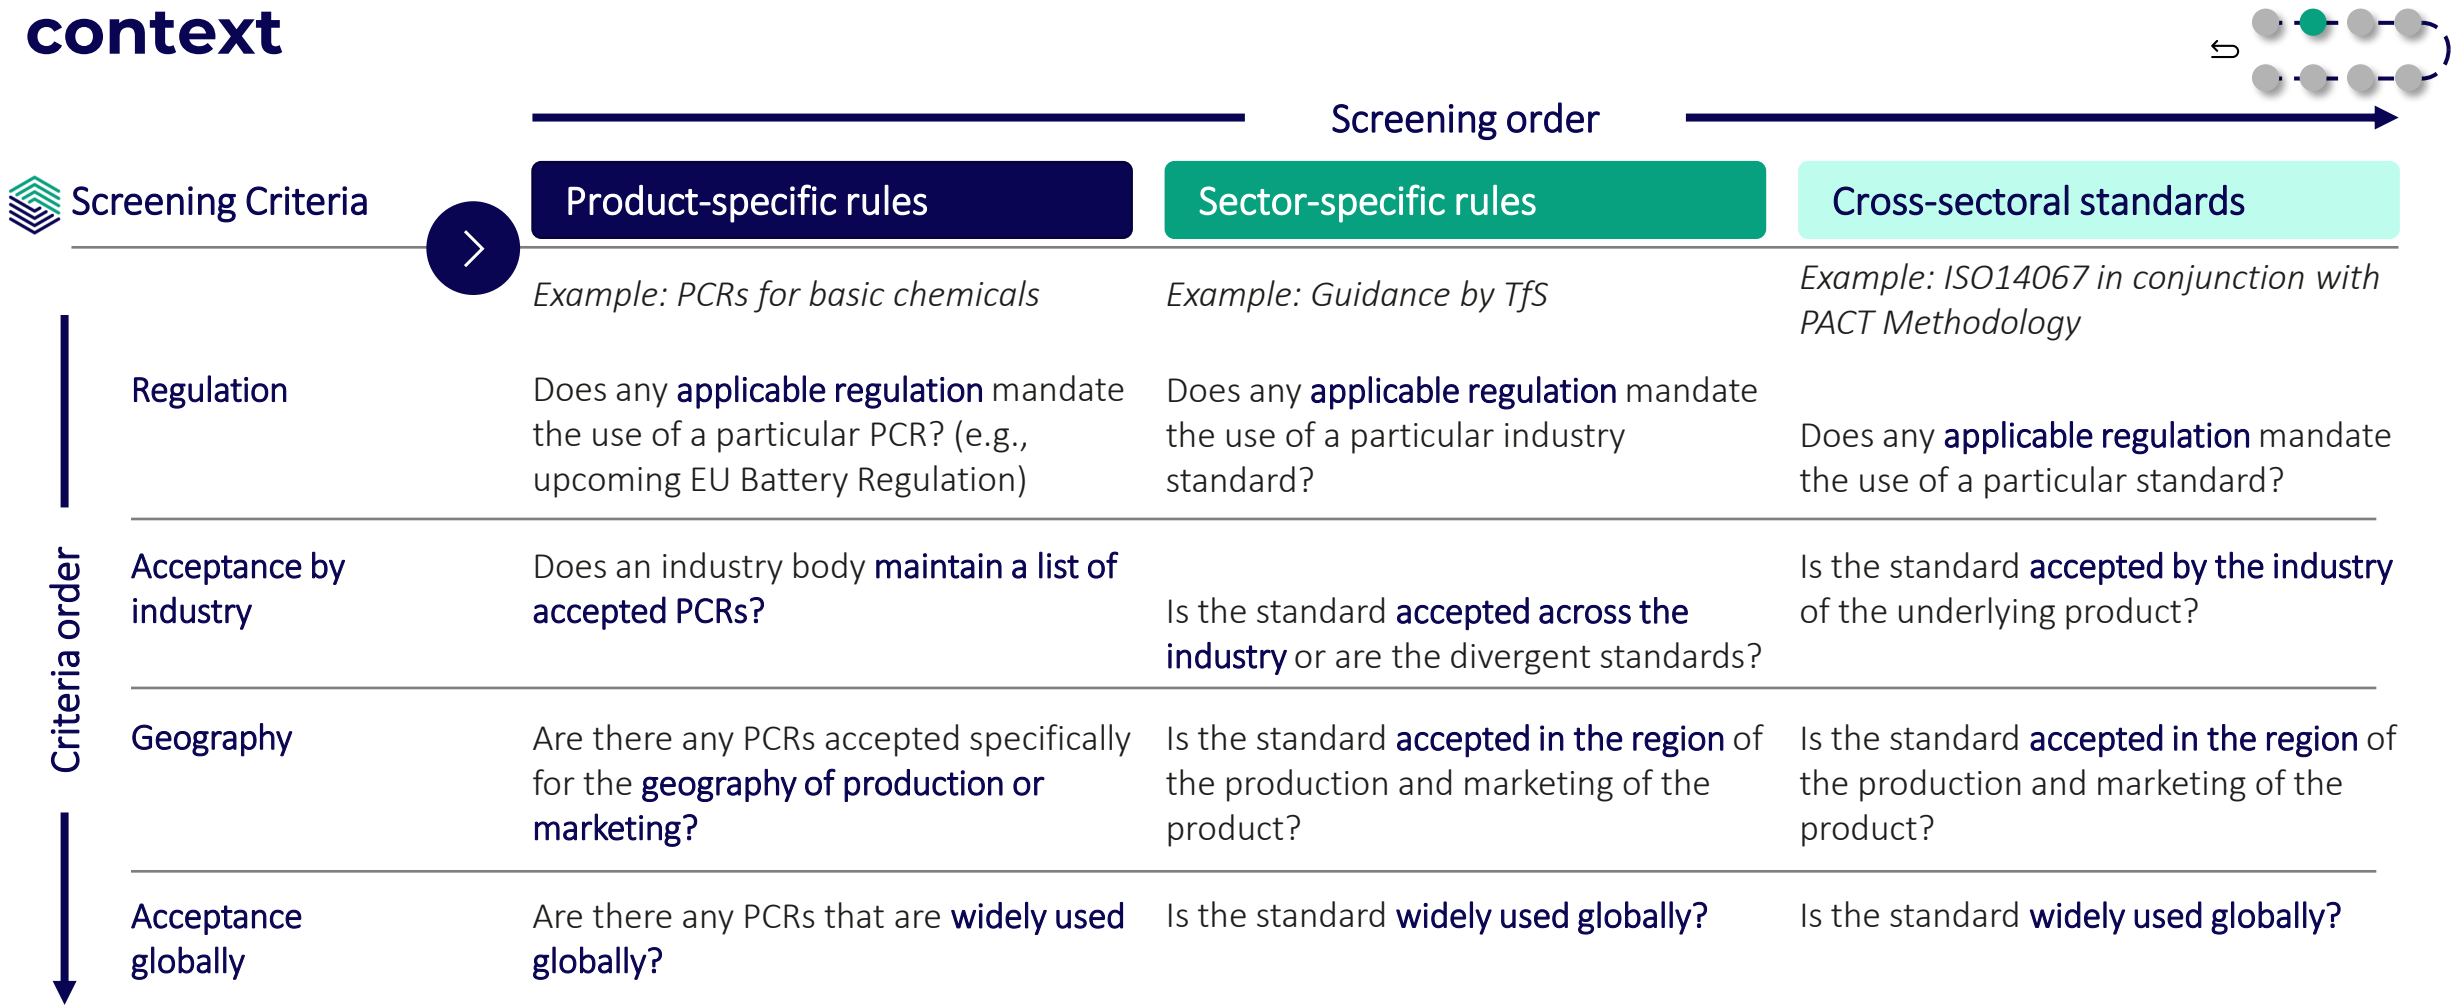 context
Screening order
Screening Criteria
Product-specific rules
Sector-specific rules
Cross-sectoral standards
Example: PCRs for basic chemicals
Example: Guidance by TfS
Example: ISO14067 in conjunction with
PACT Methodology
Criteria order
Regulation
Does any applicable regulation mandate
the use of a particular PCR? (e.g.,
upcoming EU Battery Regulation)
Does any applicable regulation mandate
the use of a particular industry
standard?
Does any applicable regulation mandate
the use of a particular standard?
Acceptance by
industry
Does an industry body maintain a list of
accepted PCRs?
Is the standard accepted across the
industry or are the divergent standards?
Is the standard accepted by the industry
of the underlying product?
Geography
Are there any PCRs accepted specifically
for the geography of production or
marketing?
Is the standard accepted in the region of
the production and marketing of the
product?
Is the standard accepted in the region of
the production and marketing of the
product?
Acceptance
globally
Are there any PCRs that are widely used
globally?
Is the standard widely used globally?
Is the standard widely used globally?